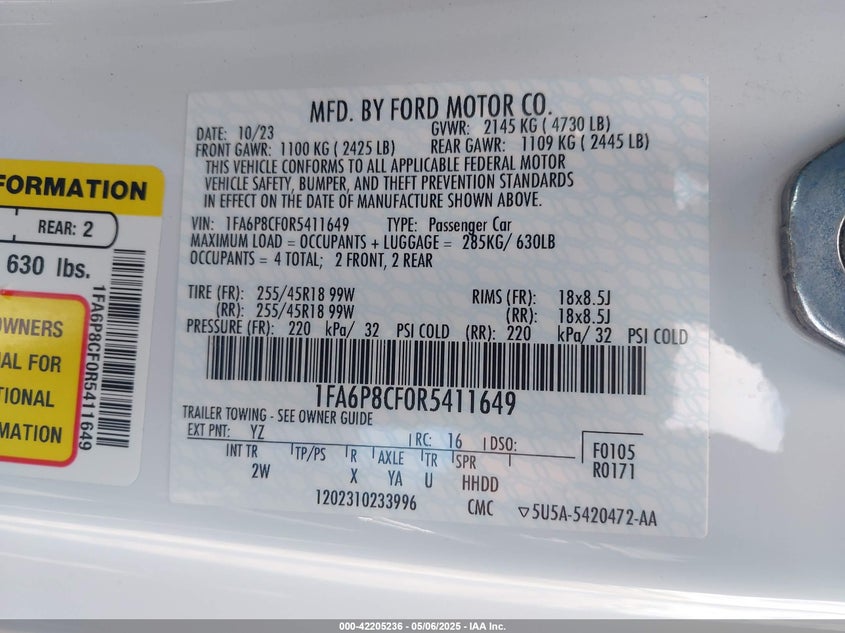 MFD. BY FORD MOTOR CO.
DATE: 10/23 GVWR: 2145 KG ( 4730 LB)
FRONT GAWR: 1100 KG ( 2425 LB) REAR GAWR: 1109 KG ( 2445 LB)
THIS VEHICLE CONFORMS TO ALL APPLICABLE FEDERAL MOTOR
VEHICLE SAFETY, BUMPER, AND THEFT PREVENTION STANDARDS
IN EFFECT ON THE DATE OF MANUFACTURE SHOWN ABOVE.
VIN: 1FA6P8CF0R5411649 TYPE: Passenger Car
MAXIMUM LOAD = OCCUPANTS + LUGGAGE = 285KG/ 630LB
OCCUPANTS = 4 TOTAL; 2 FRONT, 2 REAR
TIRE (FR): 255/45R18 99W RIMS (FR): 18x8.5J
(RR): 255/45R18 99W (RR): 18x8.5J
PRESSURE (FR): 220 kPa/ 32 PSI COLD (RR): 220 kPa/ 32 PSI COLD
1FA6P8CF0R5411649
TRAILER TOWING - SEE OWNER GUIDE
EXT PNT: YZ RC: 16 DSO: F0105
INT TR TP/PS R AXLE TR SPR R0171
2W X YA U HHDD
1202310233996 CMC ▽5U5A-5420472-AA
FORMATION
REAR: 2
630 lbs.
1FA6P8CF0R5411649
OWNERS
AL FOR
TIONAL
MATION
000-42205236 - 05/06/2025 - IAA Inc.